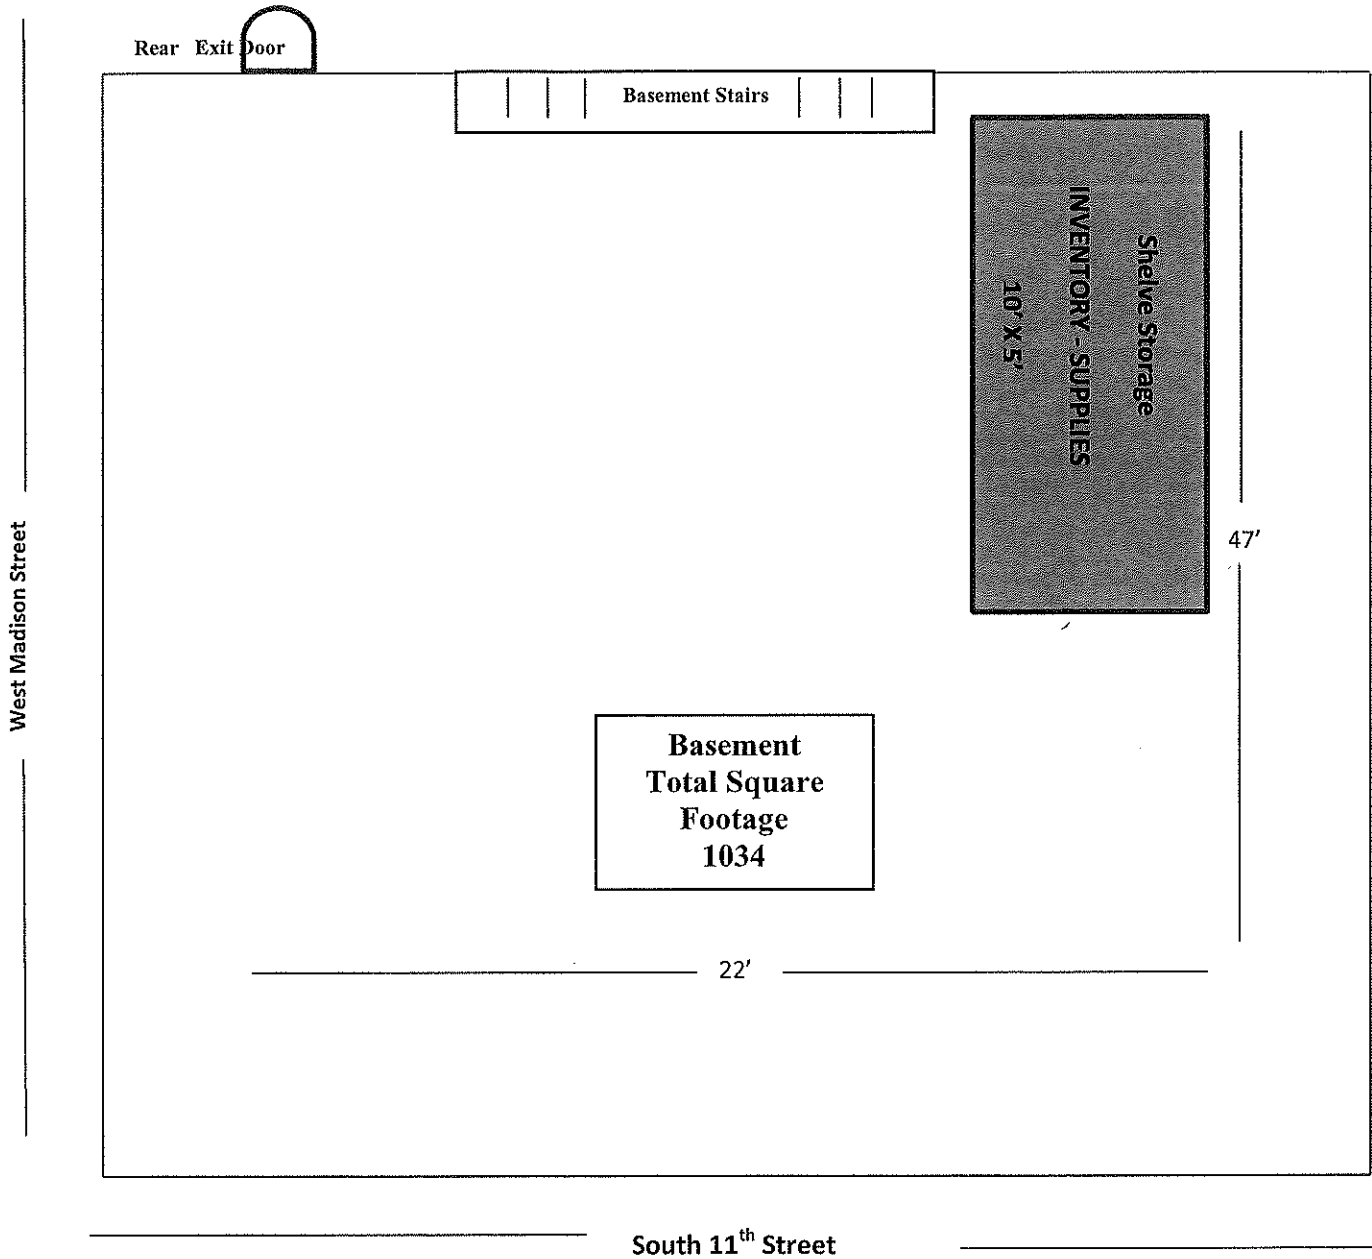 Rear Exit Door
Basement Stairs
Shelve Storage
INVENTORY - SUPPLIES
10' X 5'
47'
West Madison Street
Basement
Total Square
Footage
1034
22'
South 11th Street